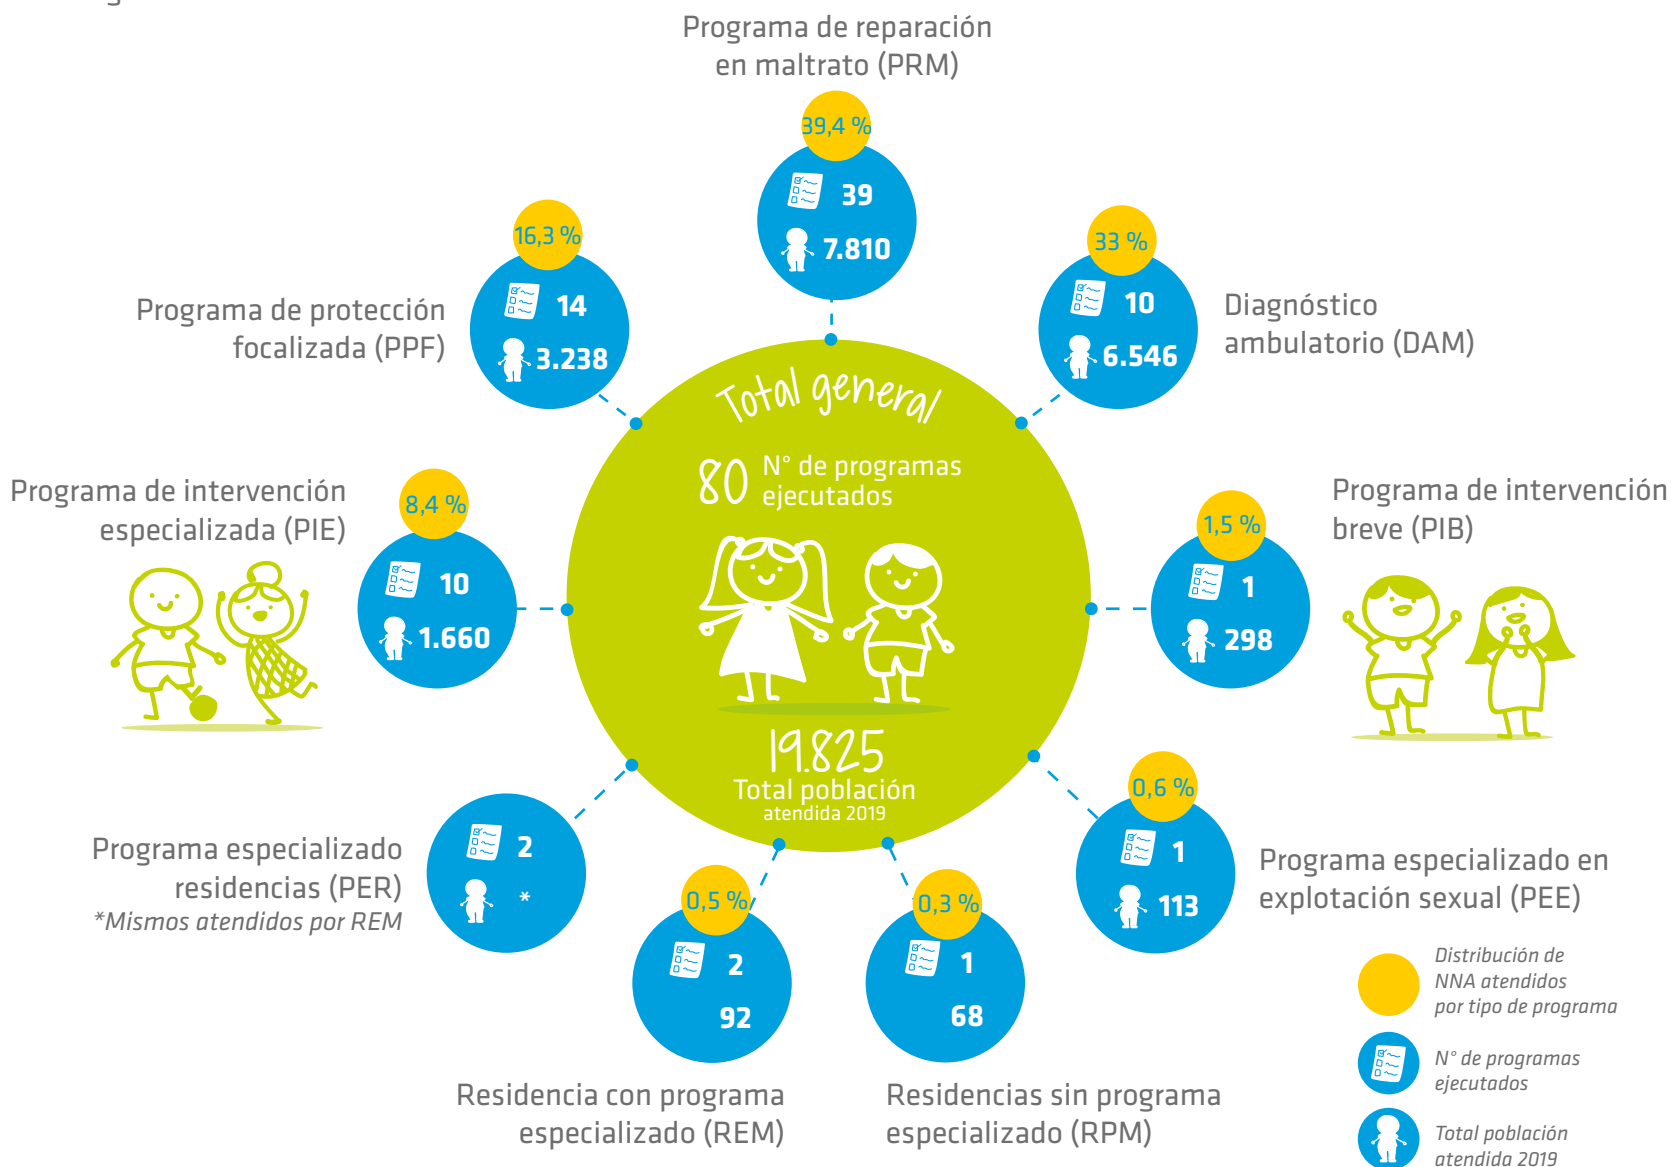 Programa de reparación
en maltrato (PRM)
39,4 %
39
7.810
16,3 %
14
3.238
Programa de protección
focalizada (PPF)
33 %
10
6.546
Diagnóstico
ambulatorio (DAM)
Total general
80
N° de programas
ejecutados
19.825
Total población
atendida 2019
Programa de intervención
especializada (PIE)
8,4 %
10
1.660
1,5 %
1
298
Programa de intervención
breve (PIB)
Programa especializado
residencias (PER)
*Mismos atendidos por REM
2
*
0,5 %
2
92
Residencia con programa
especializado (REM)
0,3 %
1
68
Residencias sin programa
especializado (RPM)
0,6 %
1
113
Programa especializado en
explotación sexual (PEE)
Distribución de
NNA atendidos
por tipo de programa
N° de programas
ejecutados
Total población
atendida 2019